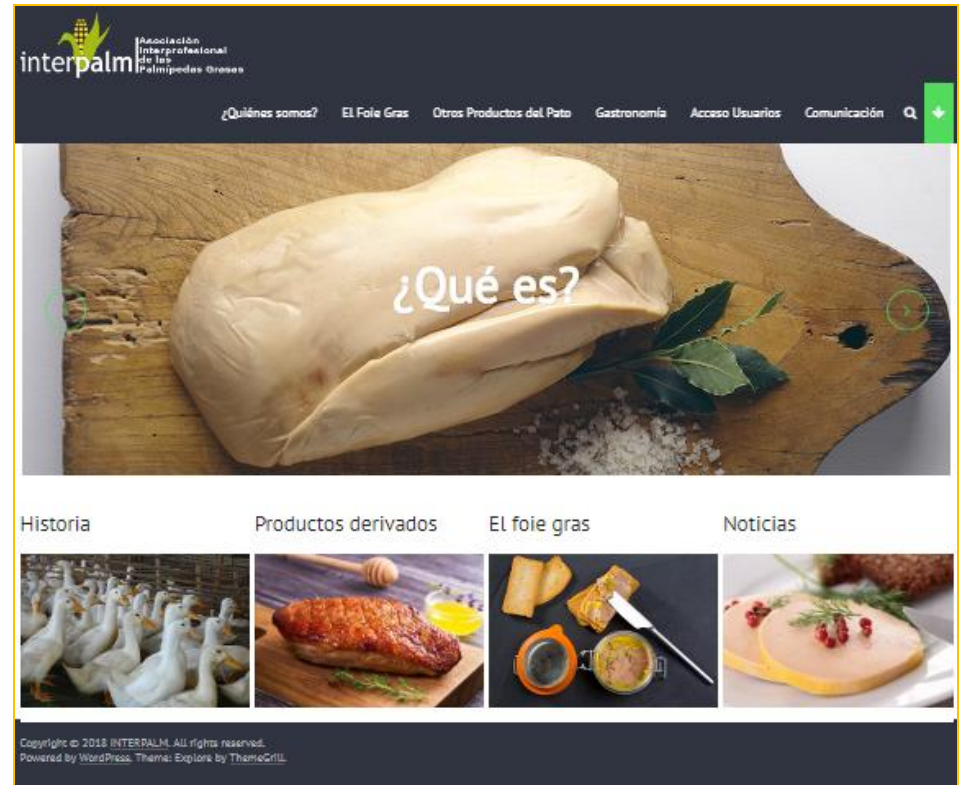 interpalm
Asociación
Interprofesional
de las
Palmípedas Grasas
¿Quiénes somos? El Foie Gras Otros Productos del Pato Gastronomía Acceso Usuarios Comunicación
¿Qué es?
Historia Productos derivados El foie gras Noticias
Copyright © 2018 INTERPALM. All rights reserved.
Powered by WordPress. Theme: Explore by ThemeGrill.